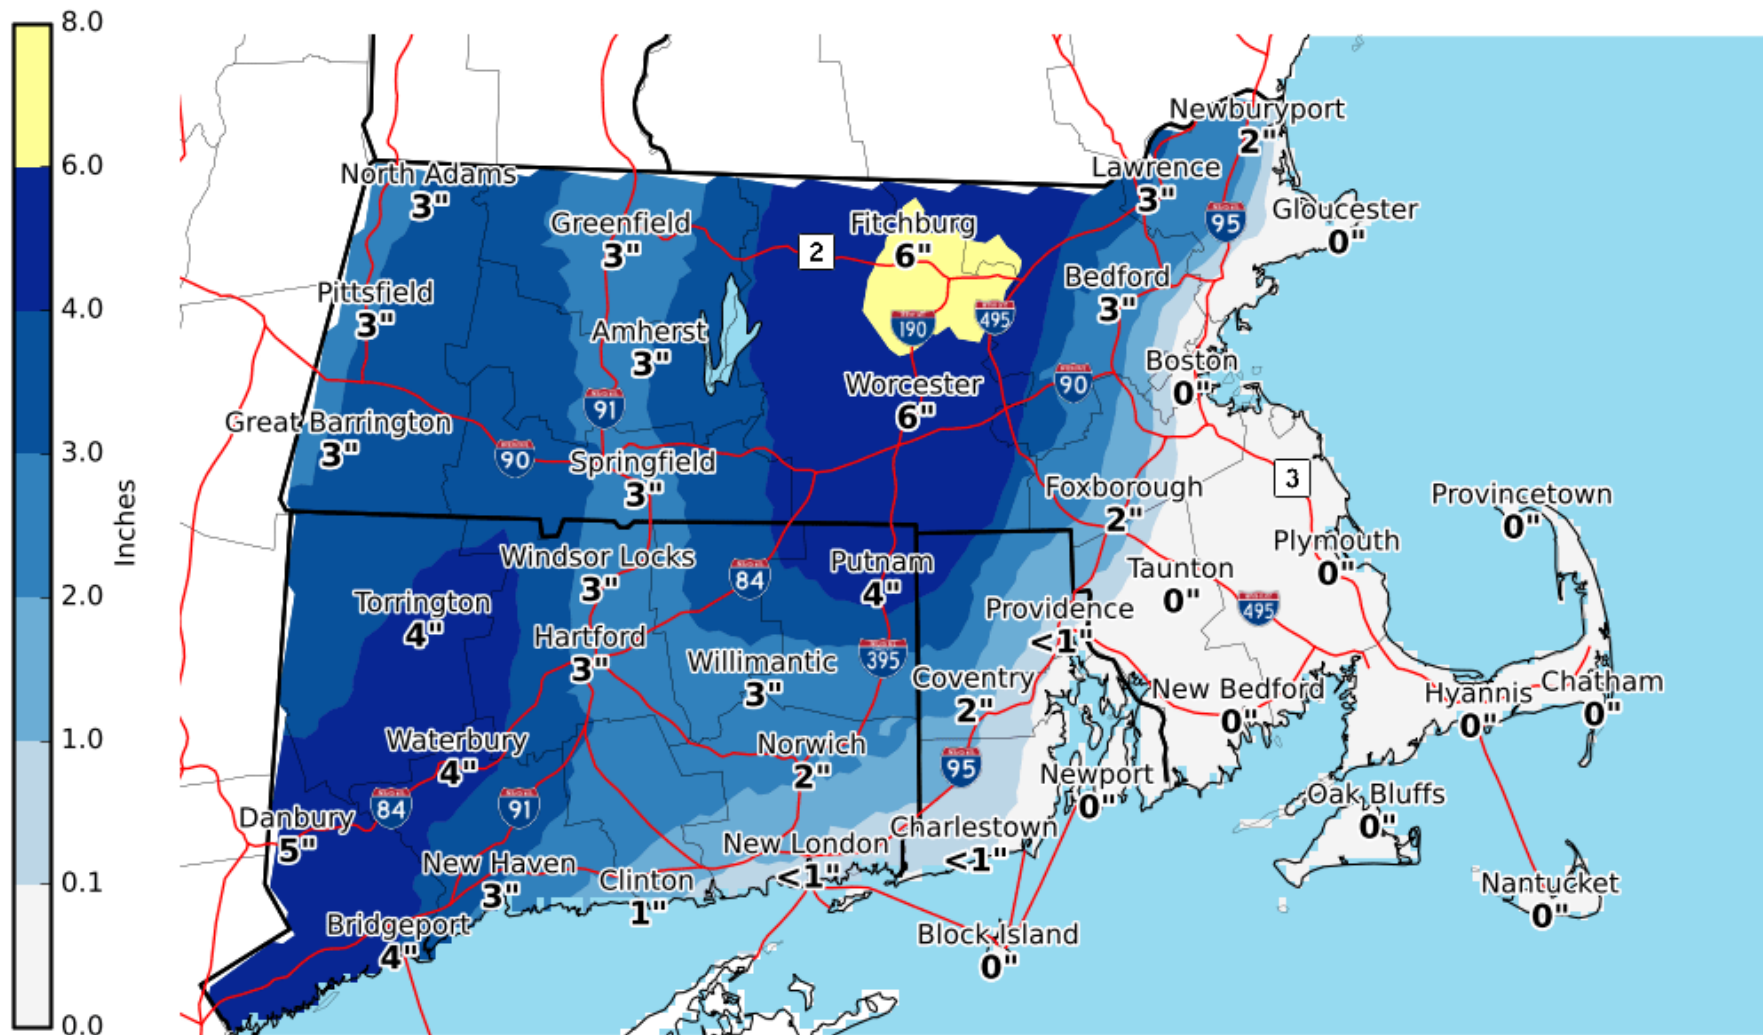 8.0
6.0
4.0
3.0
2.0
1.0
0.1
0.0
Inches
Newburyport
2"
Lawrence
3"
North Adams
3"
Gloucester
0"
95
Greenfield
3"
2
Fitchburg
6"
Bedford
3"
Pittsfield
3"
190
495
Amherst
3"
Boston
0"
Worcester
6"
90
91
Great Barrington
3"
90
Springfield
3"
3
Foxborough
2"
Provincetown
0"
Plymouth
0"
Windsor Locks
3"
84
Putnam
4"
Taunton
0"
Torrington
4"
Providence
<1"
495
Hartford
3"
395
Willimantic
3"
Coventry
2"
New Bedford
0"
Hyannis
0"
Chatham
0"
Waterbury
4"
Norwich
2"
95
Newport
0"
84
91
Oak Bluffs
0"
Danbury
5"
New London
<1"
Charlestown
<1"
New Haven
3"
Clinton
1"
Nantucket
0"
Bridgeport
4"
Block Island
0"